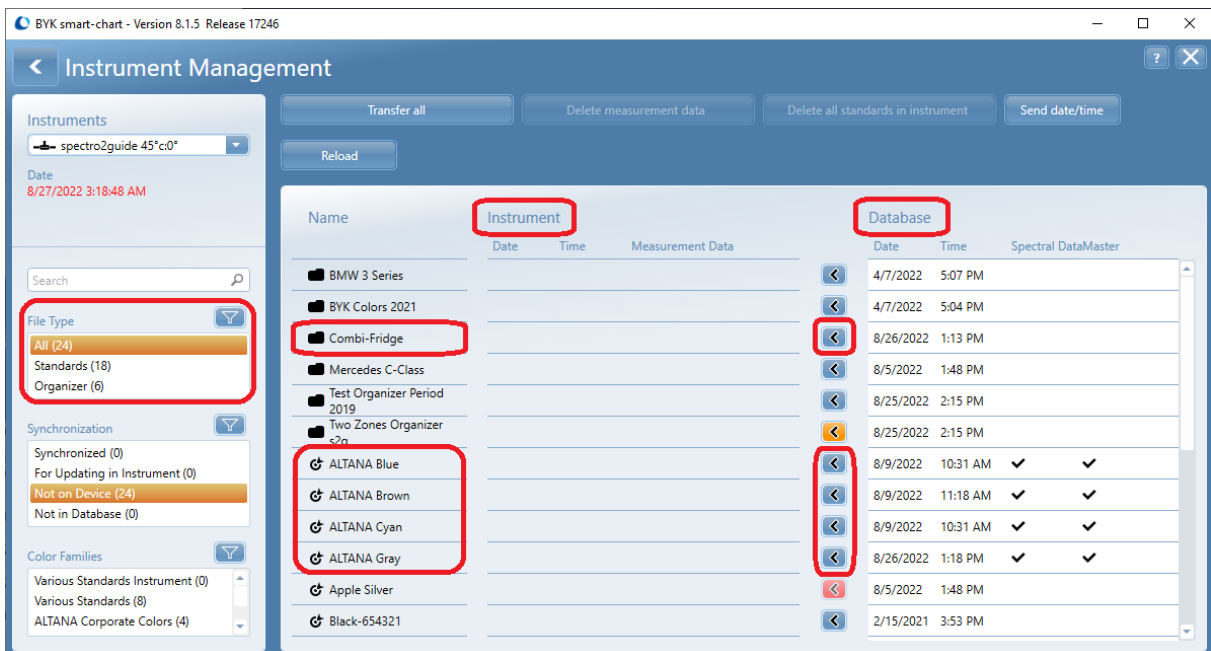 BYK smart-chart - Version 8.1.5 Release 17246
Instrument Management
?
Instruments
spectro2guide 45°c:0°
Date
8/27/2022 3:18:48 AM
Search
File Type
All (24)
Standards (18)
Organizer (6)
Synchronization
Synchronized (0)
For Updating in Instrument (0)
Not on Device (24)
Not in Database (0)
Color Families
Various Standards Instrument (0)
Various Standards (8)
ALTANA Corporate Colors (4)
Transfer all Delete measurement data Delete all standards in instrument Send date/time
Reload
Name Instrument Database
Date Time Measurement Data Date Time Spectral Data Master
BMW 3 Series 4/7/2022 5:07 PM
BYK Colors 2021 4/7/2022 5:04 PM
Combi-Fridge 8/26/2022 1:13 PM
Mercedes C-Class 8/5/2022 1:48 PM
Test Organizer Period
2019 8/25/2022 2:15 PM
Two Zones Organizer
s2g 8/25/2022 2:15 PM
ALTANA Blue 8/9/2022 10:31 AM
ALTANA Brown 8/9/2022 11:18 AM
ALTANA Cyan 8/9/2022 10:31 AM
ALTANA Gray 8/26/2022 1:18 PM
Apple Silver 8/5/2022 1:48 PM
Black-654321 2/15/2021 3:53 PM